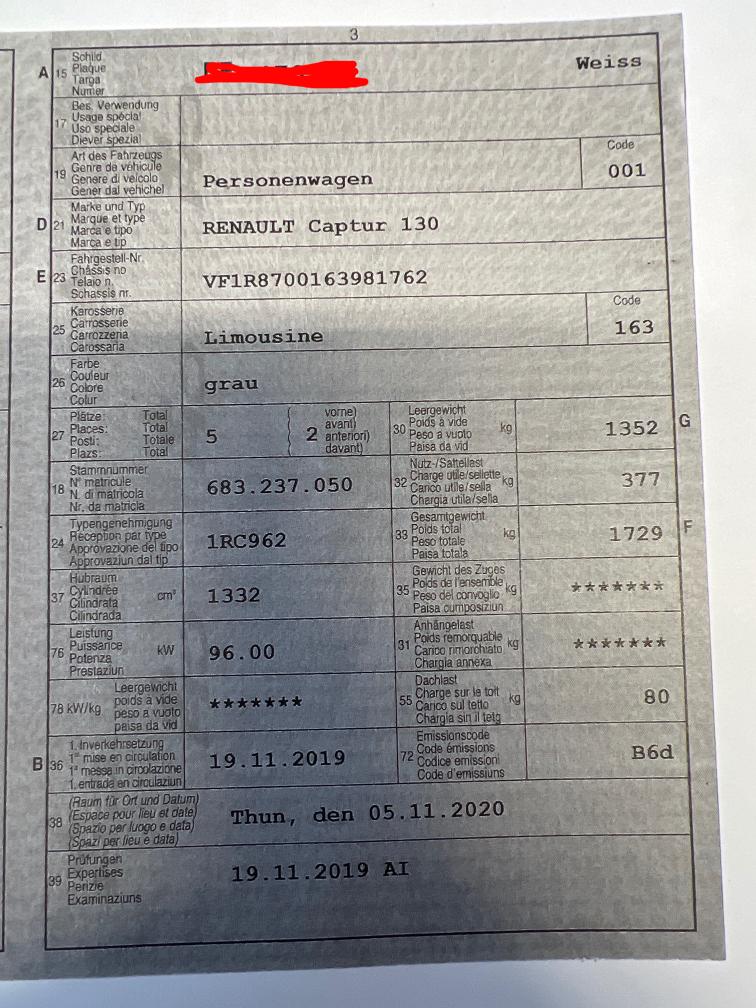 3
A 15 Schild
Plaque
Targa
Numer
Weiss
17 Bes. Verwendung
Usage spécial
Uso speciale
Diever spezial
19 Art des Fahrzeugs
Genre de véhicule
Genere di veicolo
Gener dal vehichel
Personenwagen
Code
001
D 21 Marke und Typ
Marque et type
Marca e tipo
Marca e tip
RENAULT Captur 130
E 23 Fahrgestell-Nr.
Châssis no
Telaio n.
Schassis nr.
VF1R8700163981762
25 Karosserie
Carrosserie
Carrozzeria
Carossaria
Limousine
Code
163
26 Farbe
Couleur
Colore
Colur
grau
27 Plätze: Total
Places: Total
Posti: Totale
Plazs: Total
5
2
vorne)
avant)
anteriori)
davant)
30 Leergewicht
Poids à vide
Peso a vuoto
Paisa da vid
kg
1352
G
18 Stammnummer
N° matricule
N. di matricola
Nr. da matricla
683.237.050
32 Nutz-/Sattellast
Charge utile/sellette
Carico utile/sella
Chargia utila/sella
kg
377
24 Typengenehmigung
Réception par type
Approvazione del tipo
Approvaziun dal tip
1RC962
33 Gesamtgewicht
Poids total
Peso totale
Paisa totala
kg
1729
F
37 Hubraum
Cylindrée
Cilindrata
Cilindrada
cm³
1332
35 Gewicht des Zuges
Poids de l'ensemble
Peso del convoglio
Paisa cumposiziun
kg
*******
76 Leistung
Puissance
Potenza
Prestaziun
kW
96.00
31 Anhängelast
Poids remorquable
Carico rimorchiato
Chargia annexa
kg
*******
78 kW/kg
Leergewicht
poids à vide
peso a vuoto
paisa da vid
*******
55 Dachlast
Charge sur le toit
Carico sul tetto
Chargia sin il tetg
kg
80
B 36 1. Inverkehrsetzung
1re mise en circulation
1a messa in circolazione
1. entrada en circulaziun
19.11.2019
72 Emissionscode
Code émissions
Codice emissioni
Code d'emissiuns
B6d
38 (Raum für Ort und Datum)
(Espace pour lieu et date)
(Spazio per luogo e data)
(Spazi per lieu e data)
Thun, den 05.11.2020
39 Prüfungen
Expertises
Perizie
Examinaziuns
19.11.2019 AI